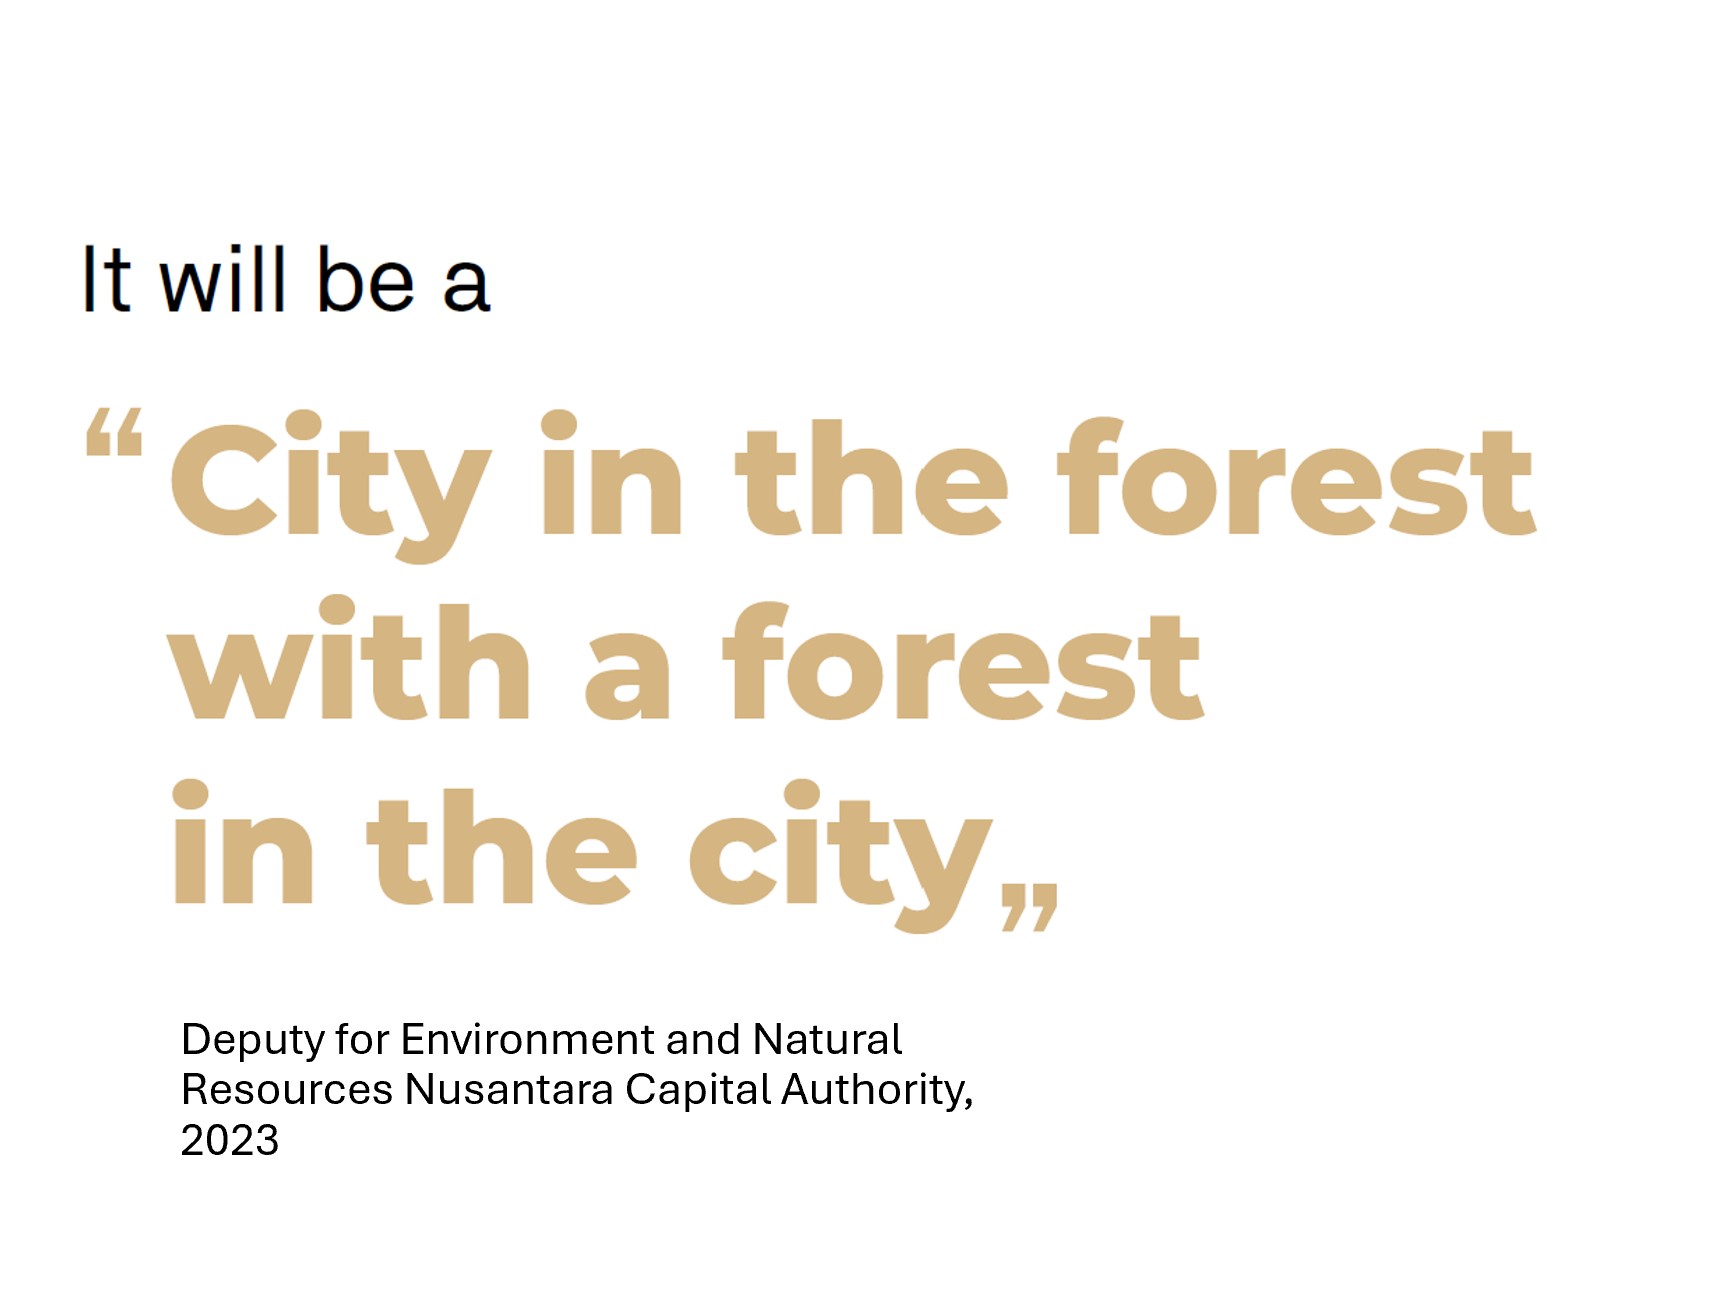 It will be a
“City in the forest
with a forest
in the city„
Deputy for Environment and Natural
Resources Nusantara Capital Authority,
2023